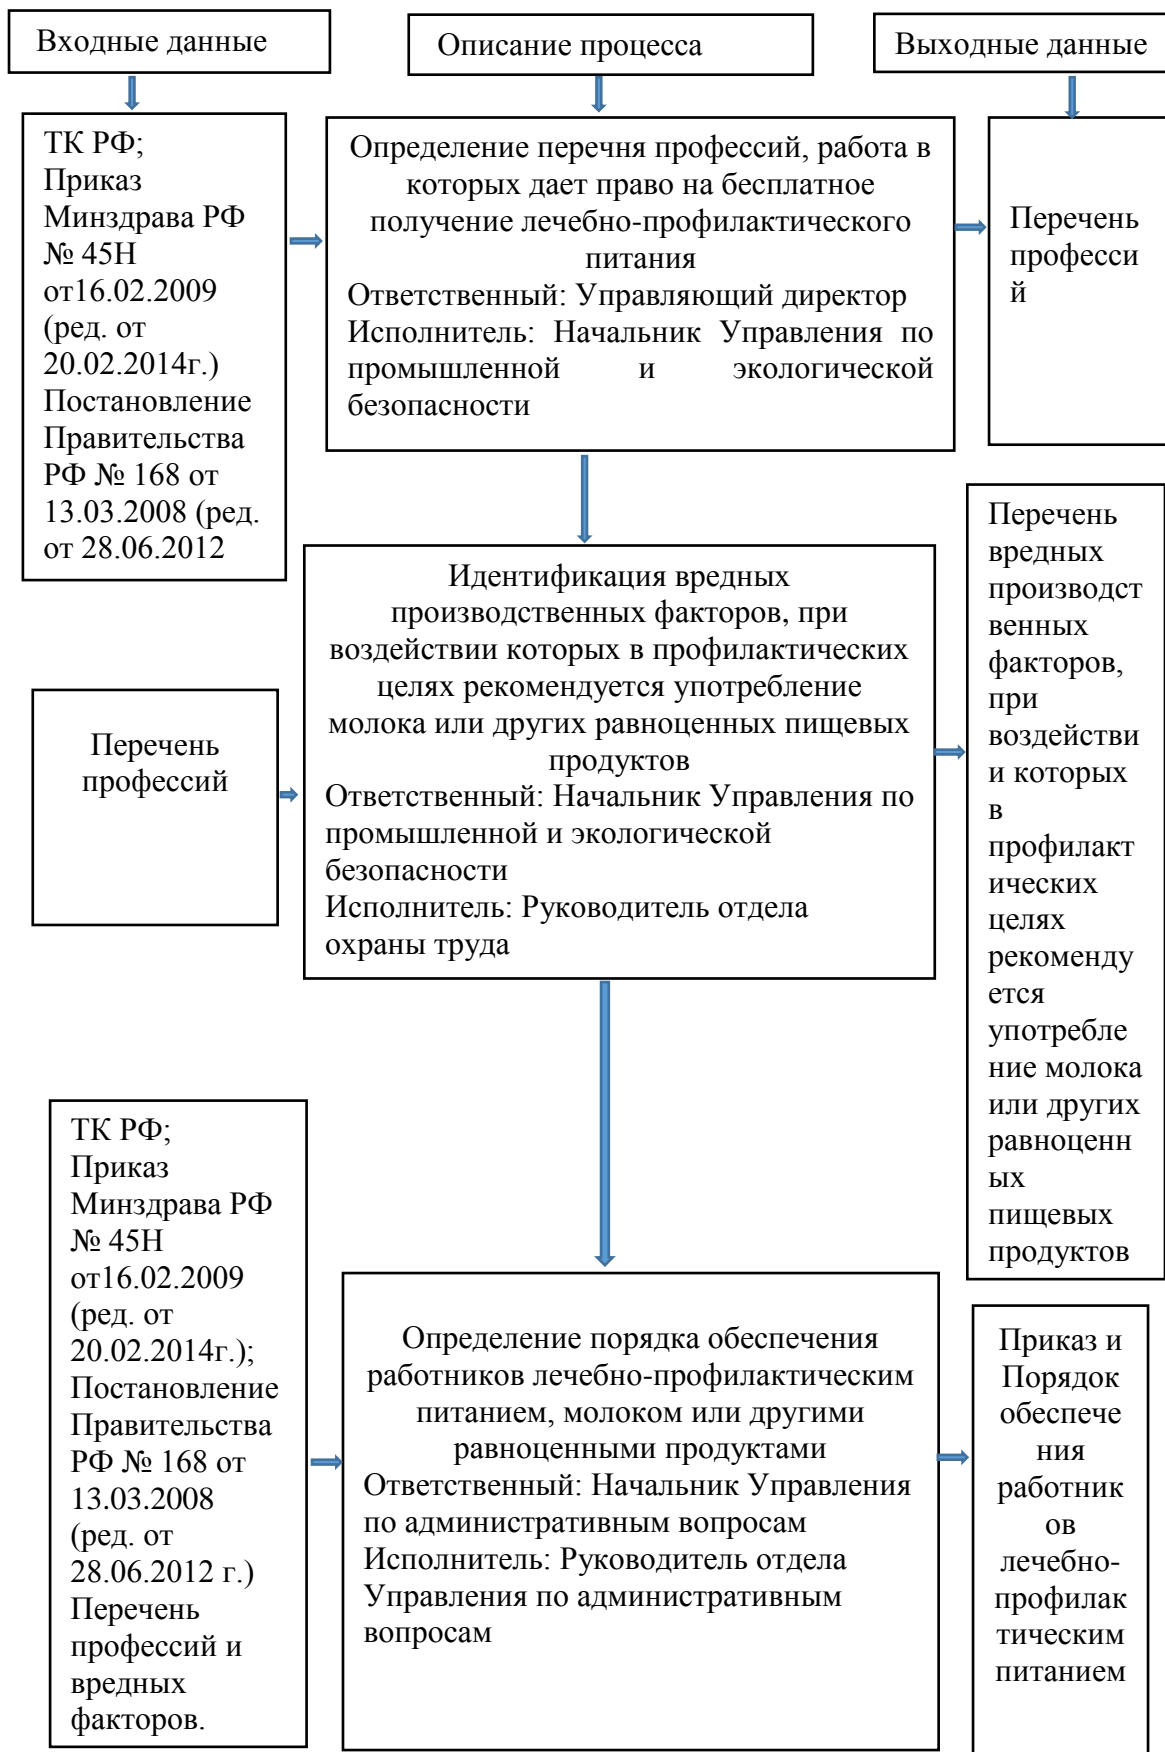 Входные данные
Описание процесса
Выходные данные
ТК РФ;
Приказ
Минздрава РФ
№ 45Н
от16.02.2009
(ред. от
20.02.2014г.)
Постановление
Правительства
РФ № 168 от
13.03.2008 (ред.
от 28.06.2012
Определение перечня профессий, работа в
которых дает право на бесплатное
получение лечебно-профилактического
питания
Ответственный: Управляющий директор
Исполнитель: Начальник Управления по
промышленной и экологической
безопасности
Перечень
професси
й
Перечень
профессий
Идентификация вредных
производственных факторов, при
воздействии которых в профилактических
целях рекомендуется употребление
молока или других равноценных пищевых
продуктов
Ответственный: Начальник Управления по
промышленной и экологической
безопасности
Исполнитель: Руководитель отдела
охраны труда
Перечень
вредных
производст
венных
факторов,
при
воздействи
и которых
в
профилакт
ических
целях
рекоменду
ется
употребле
ние молока
или других
равноценн
ых
пищевых
продуктов
ТК РФ;
Приказ
Минздрава РФ
№ 45Н
от16.02.2009
(ред. от
20.02.2014г.);
Постановление
Правительства
РФ № 168 от
13.03.2008
(ред. от
28.06.2012 г.)
Перечень
профессий и
вредных
факторов.
Определение порядка обеспечения
работников лечебно-профилактическим
питанием, молоком или другими
равноценными продуктами
Ответственный: Начальник Управления
по административным вопросам
Исполнитель: Руководитель отдела
Управления по административным
вопросам
Приказ и
Порядок
обеспече
ния
работник
ов
лечебно-
профилак
тическим
питанием